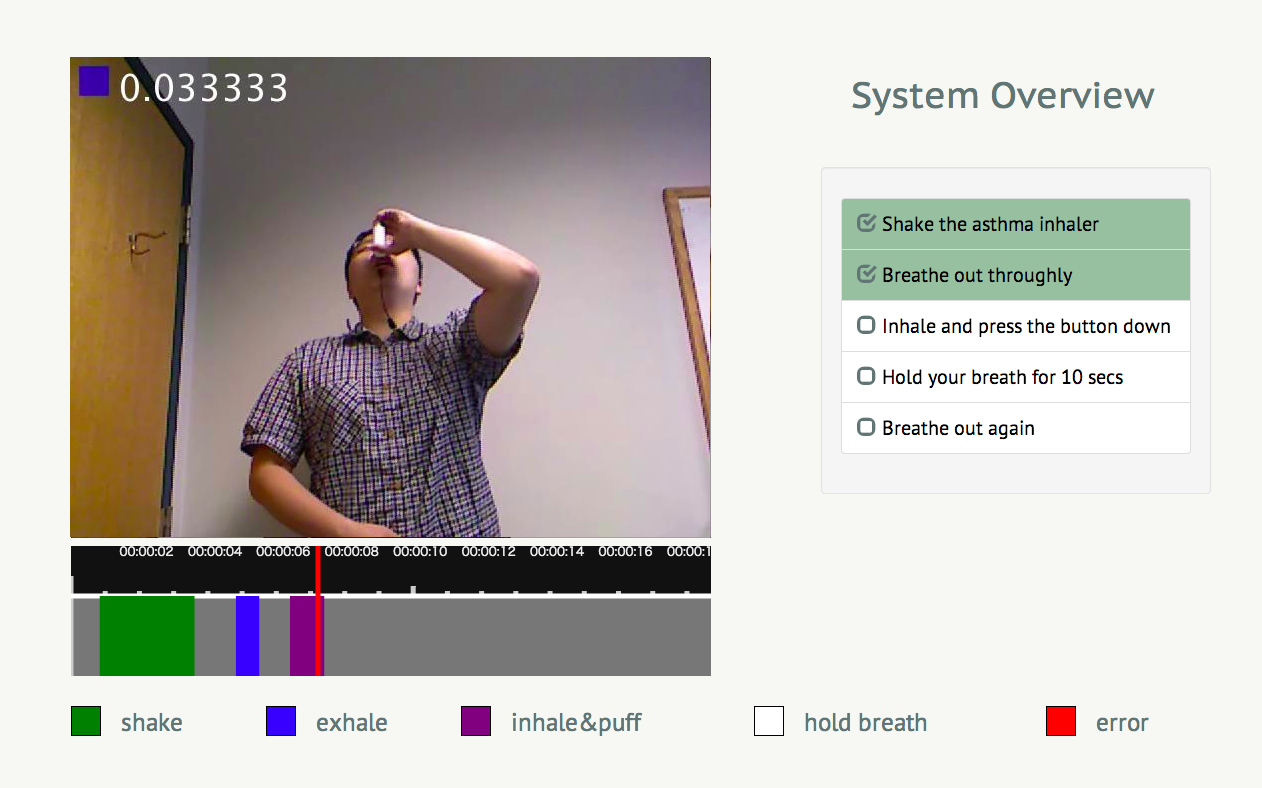 0.033333
System Overview
Shake the asthma inhaler
Breathe out throughly
Inhale and press the button down
Hold your breath for 10 secs
Breathe out again
00:00:02 00:00:04 00:00:06 00:00:08 00:00:10 00:00:12 00:00:14 00:00:16 00:00:1
shake exhale inhale&puff hold breath error